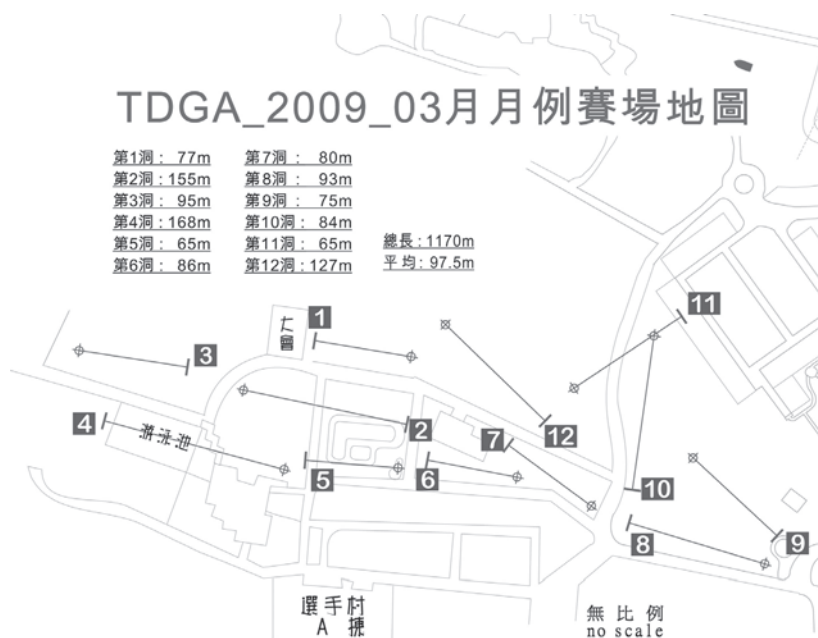 TDGA_2009_03月月例賽場地圖
第1洞： 77m
第2洞：155m
第3洞： 95m
第4洞：168m
第5洞： 65m
第6洞： 86m
第7洞： 80m
第8洞： 93m
第9洞： 75m
第10洞： 84m
第11洞： 65m
第12洞：127m
總長：1170m
平均：97.5m
大會
1
11
3
4
游泳池
2
7
12
5
6
10
8
9
選手村
A 棟
無比例
no scale